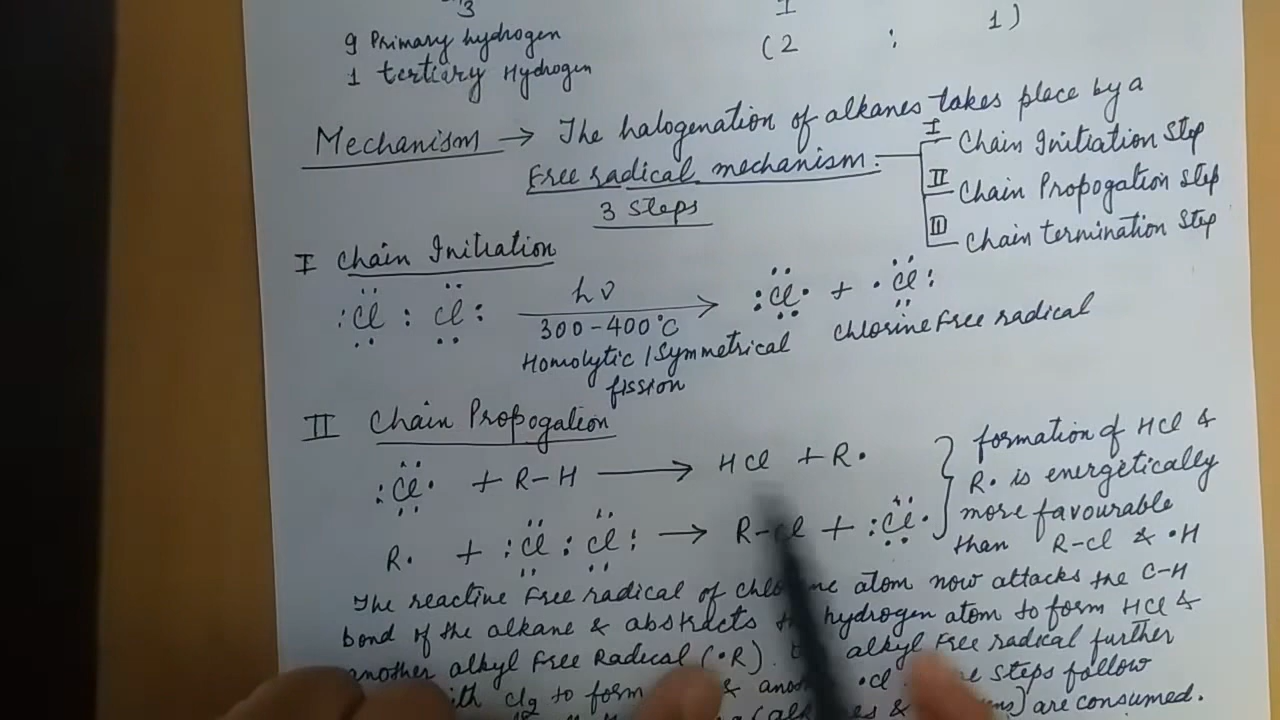 3 I
9 Primary hydrogen (2 : 1)
1 tertiary Hydrogen
Mechanism → The halogenation of alkanes takes place by a
Free radical mechanism.
3 steps
I Chain Initiation Step
II Chain Propogation Step
III Chain termination Step
I Chain Initiation
:Cl : Cl: hν 300-400°C → :Cl· + ·Cl:
Homolytic / Symmetrical fission
Chlorine Free radical
II Chain Propogation
:Cl· + R-H → HCl + R·
R· + :Cl : Cl: → R-Cl + :Cl·
formation of HCl &
R· is energetically
more favourable
than R-Cl & ·H
The reactive Free radical of atom now attacks the C-H
bond of the alkane & abstracts hydrogen atom to form HCl &
another alkyl Free Radical (·R). alkyl Free radical further
Cl2 to form & ·Cl steps follow
are consumed.